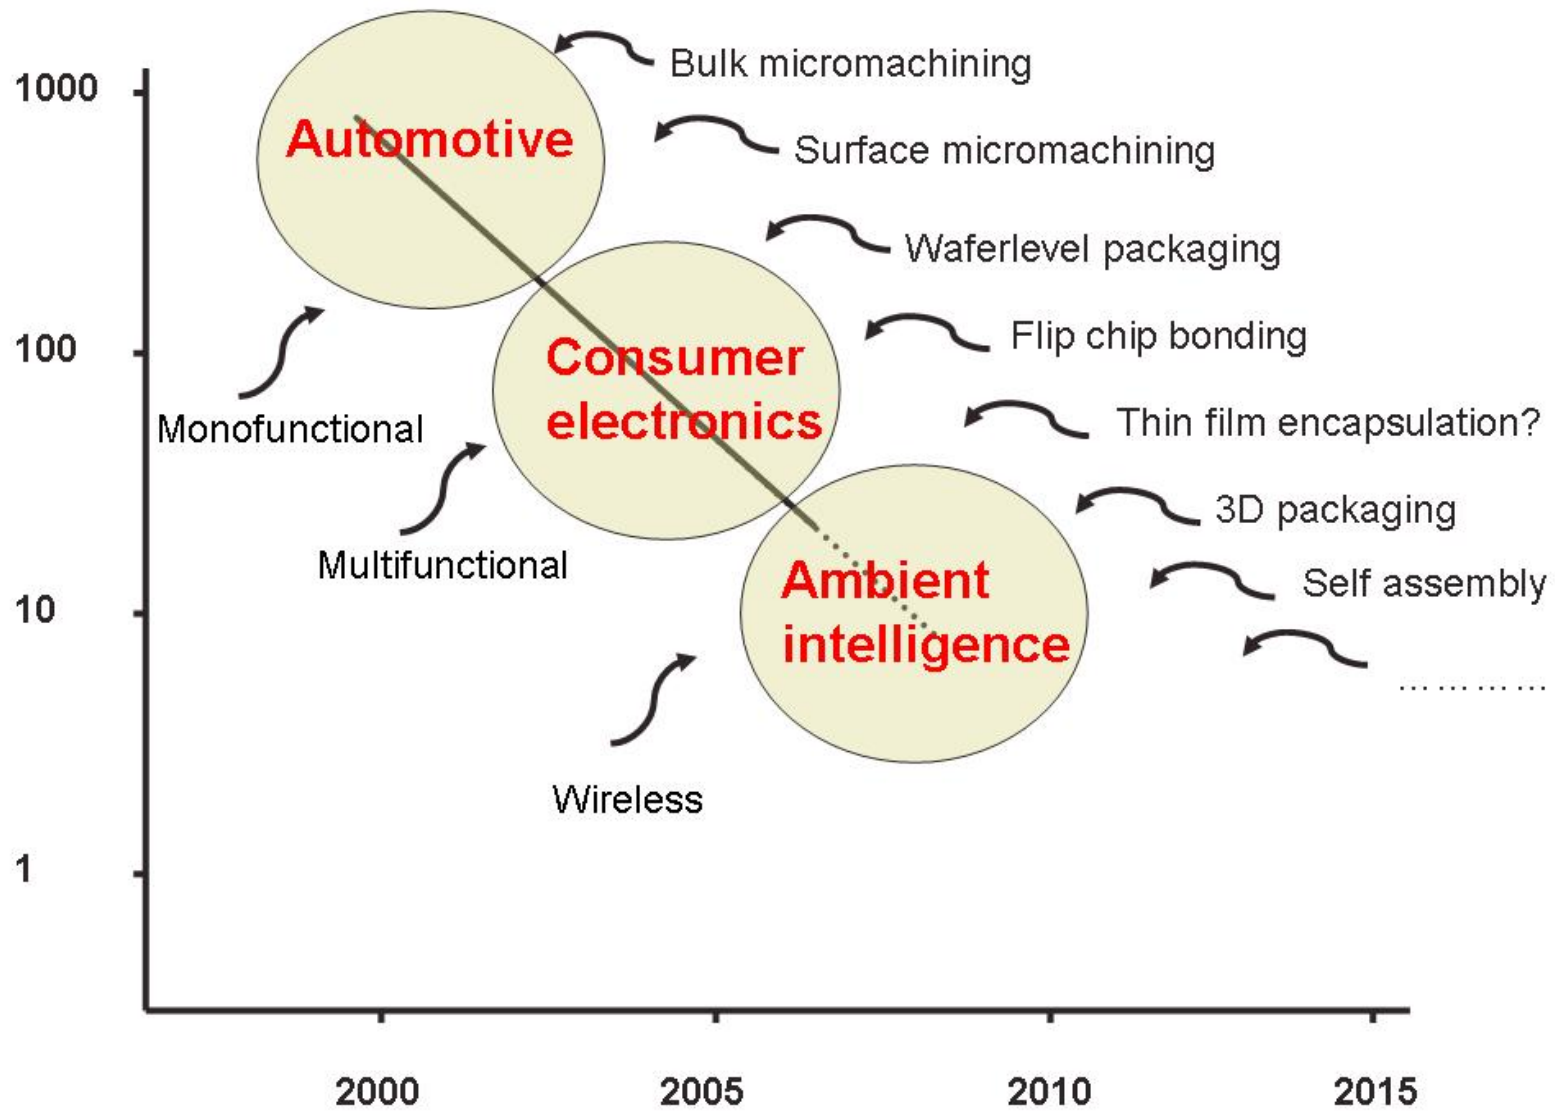 1000
Bulk micromachining
Automotive
Surface micromachining
Waferlevel packaging
100
Flip chip bonding
Consumer
electronics
Monofunctional
Thin film encapsulation?
3D packaging
Multifunctional
Ambient
intelligence
Self assembly
10
…………
Wireless
1
2000
2005
2010
2015